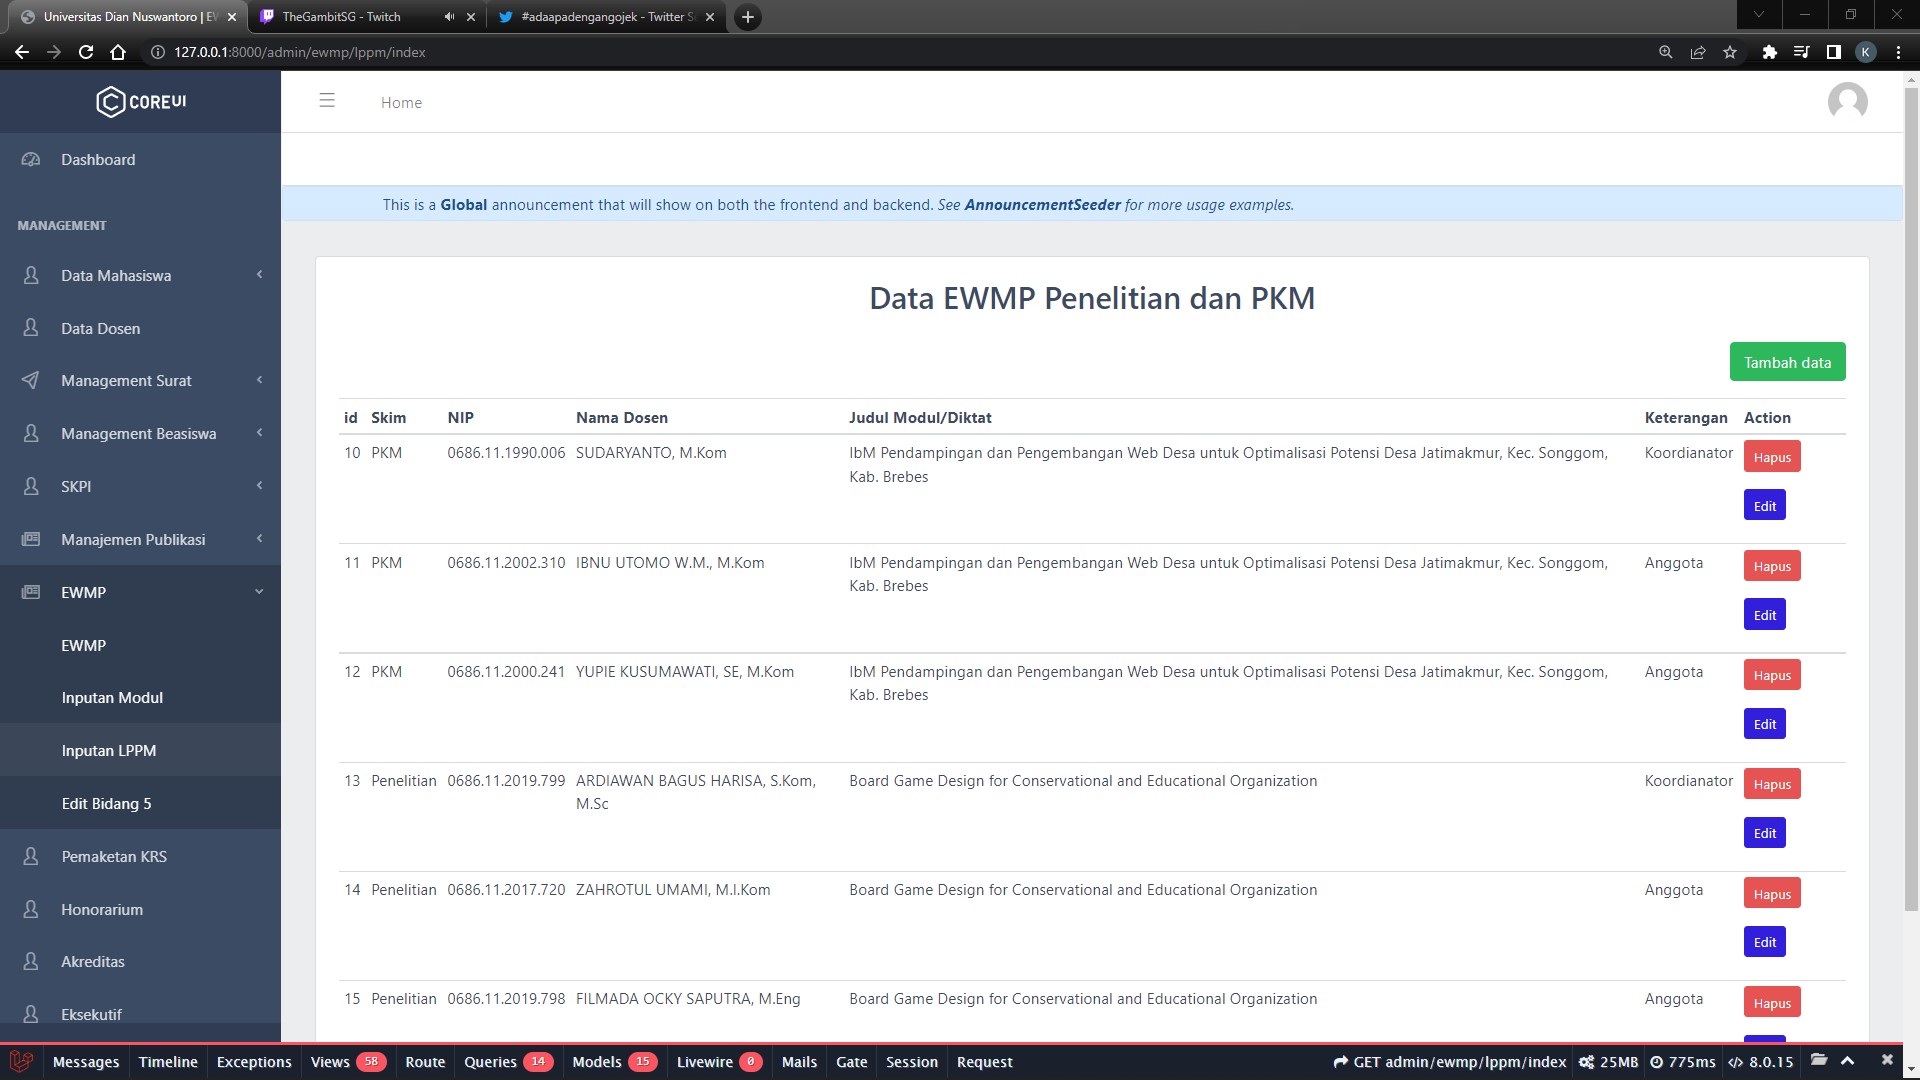 Universitas Dian Nuswantoro | EW
TheGambitSG - Twitch
#adaapadengangojek - Twitter Se
127.0.0.1:8000/admin/ewmp/lppm/index
K
COREUI
Home
Dashboard
MANAGEMENT
Data Mahasiswa
Data Dosen
Management Surat
Management Beasiswa
SKPI
Manajemen Publikasi
EWMP
EWMP
Inputan Modul
Inputan LPPM
Edit Bidang 5
Pemaketan KRS
Honorarium
Akreditas
Eksekutif
This is a Global announcement that will show on both the frontend and backend. See AnnouncementSeeder for more usage examples.
Data EWMP Penelitian dan PKM
Tambah data
id Skim NIP Nama Dosen Judul Modul/Diktat Keterangan Action
10 PKM 0686.11.1990.006 SUDARYANTO, M.Kom IbM Pendampingan dan Pengembangan Web Desa untuk Optimalisasi Potensi Desa Jatimakmur, Kec. Songgom, Koordianator Hapus
Kab. Brebes
Edit
11 PKM 0686.11.2002.310 IBNU UTOMO W.M., M.Kom IbM Pendampingan dan Pengembangan Web Desa untuk Optimalisasi Potensi Desa Jatimakmur, Kec. Songgom, Anggota Hapus
Kab. Brebes
Edit
12 PKM 0686.11.2000.241 YUPIE KUSUMAWATI, SE, M.Kom IbM Pendampingan dan Pengembangan Web Desa untuk Optimalisasi Potensi Desa Jatimakmur, Kec. Songgom, Anggota Hapus
Kab. Brebes
Edit
13 Penelitian 0686.11.2019.799 ARDIAWAN BAGUS HARISA, S.Kom, Board Game Design for Conservational and Educational Organization Koordianator Hapus
M.Sc
Edit
14 Penelitian 0686.11.2017.720 ZAHROTUL UMAMI, M.I.Kom Board Game Design for Conservational and Educational Organization Anggota Hapus
Edit
15 Penelitian 0686.11.2019.798 FILMADA OCKY SAPUTRA, M.Eng Board Game Design for Conservational and Educational Organization Anggota Hapus
Messages Timeline Exceptions Views 58 Route Queries 14 Models 15 Livewire 0 Mails Gate Session Request GET admin/ewmp/lppm/index 25MB 775ms 8.0.15